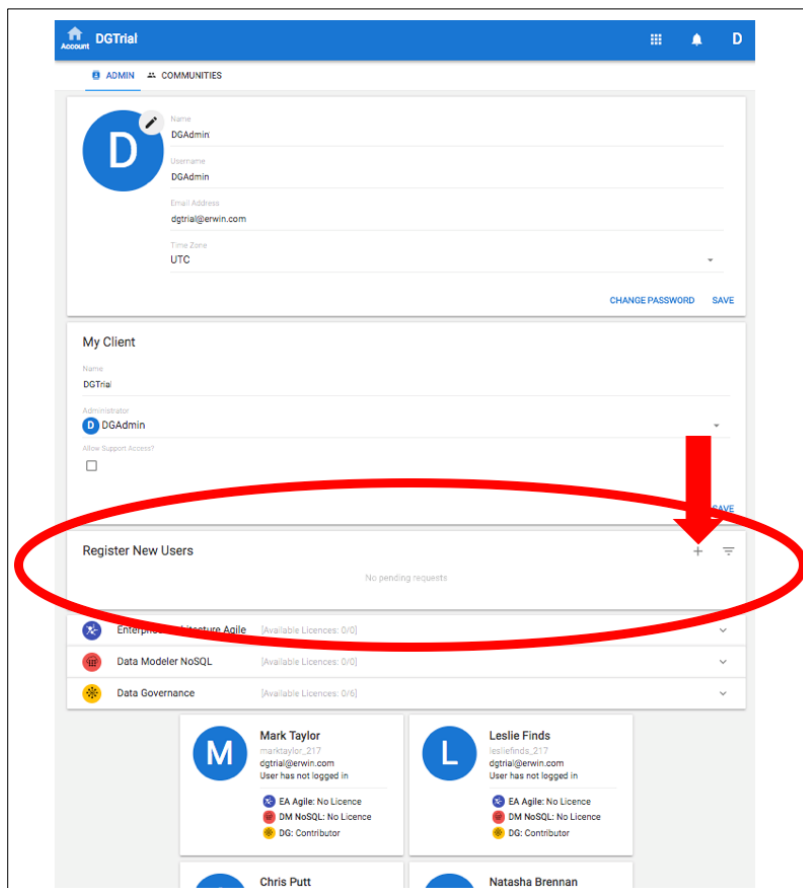 Account DGTrial D
ADMIN COMMUNITIES
D
Name
DGAdmin
Username
DGAdmin
Email Address
dgtrial@erwin.com
Time Zone
UTC
CHANGE PASSWORD SAVE
My Client
Name
DGTrial
Administrator
D DGAdmin
Allow Support Access?
SAVE
Register New Users
No pending requests
Enterprise Architecture Agile [Available Licences: 0/0]
Data Modeler NoSQL [Available Licences: 0/0]
Data Governance [Available Licences: 0/6]
M
Mark Taylor
marktaylor_217
dgtrial@erwin.com
User has not logged in
EA Agile: No Licence
DM NoSQL: No Licence
DG: Contributor
L
Leslie Finds
lesliefinds_217
dgtrial@erwin.com
User has not logged in
EA Agile: No Licence
DM NoSQL: No Licence
DG: Contributor
Chris Putt
Natasha Brennan